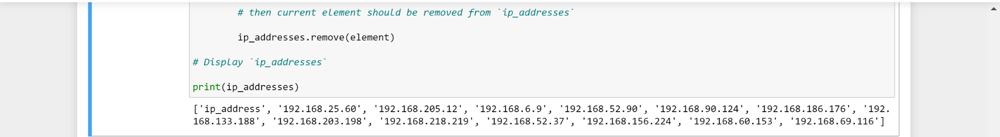 # then current element should be removed from `ip_addresses`
ip_addresses.remove(element)
# Display `ip_addresses`
print(ip_addresses)
['ip_address', '192.168.25.60', '192.168.205.12', '192.168.6.9', '192.168.52.90', '192.168.90.124', '192.168.186.176', '192.
168.133.188', '192.168.203.198', '192.168.218.219', '192.168.52.37', '192.168.156.224', '192.168.60.153', '192.168.69.116']